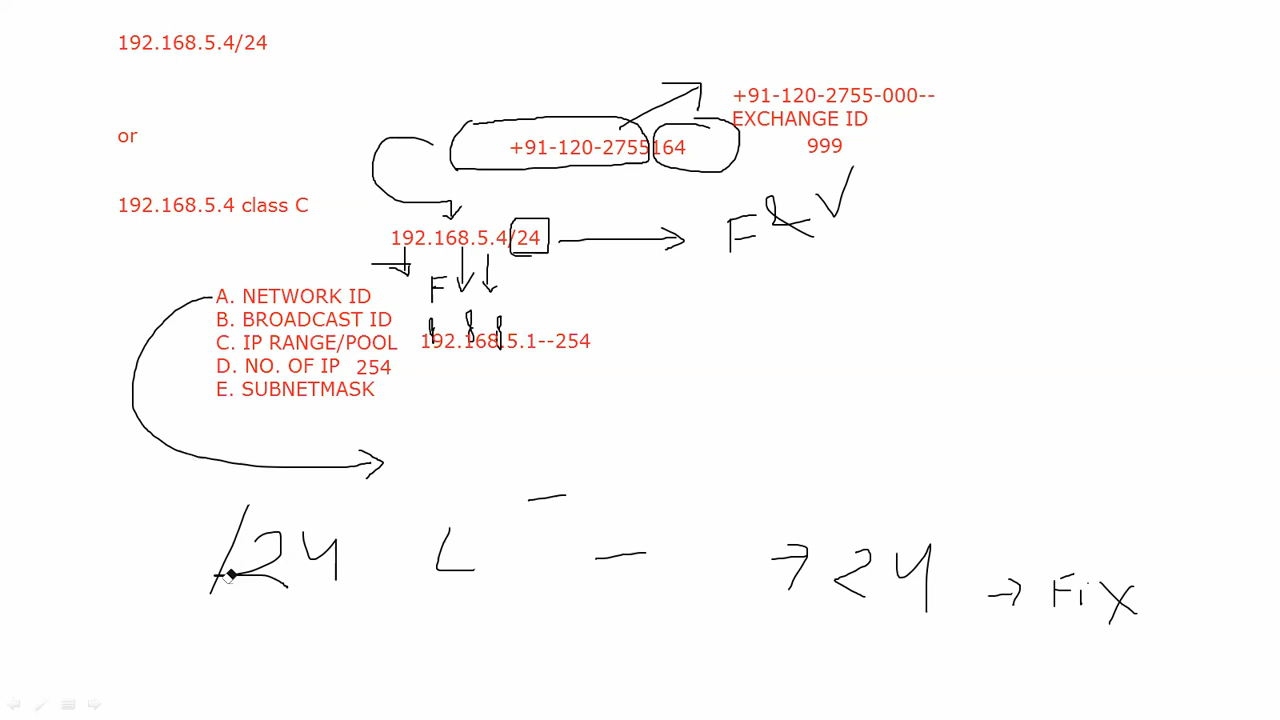 192.168.5.4/24
+91-120-2755-000--
EXCHANGE ID
999
or
+91-120-2755164
F & V
192.168.5.4 class C
192.168.5.4/24
F
A. NETWORK ID
B. BROADCAST ID
C. IP RANGE/POOL 192.168.5.1--254
D. NO. OF IP 254
E. SUBNETMASK
/24
24
Fix